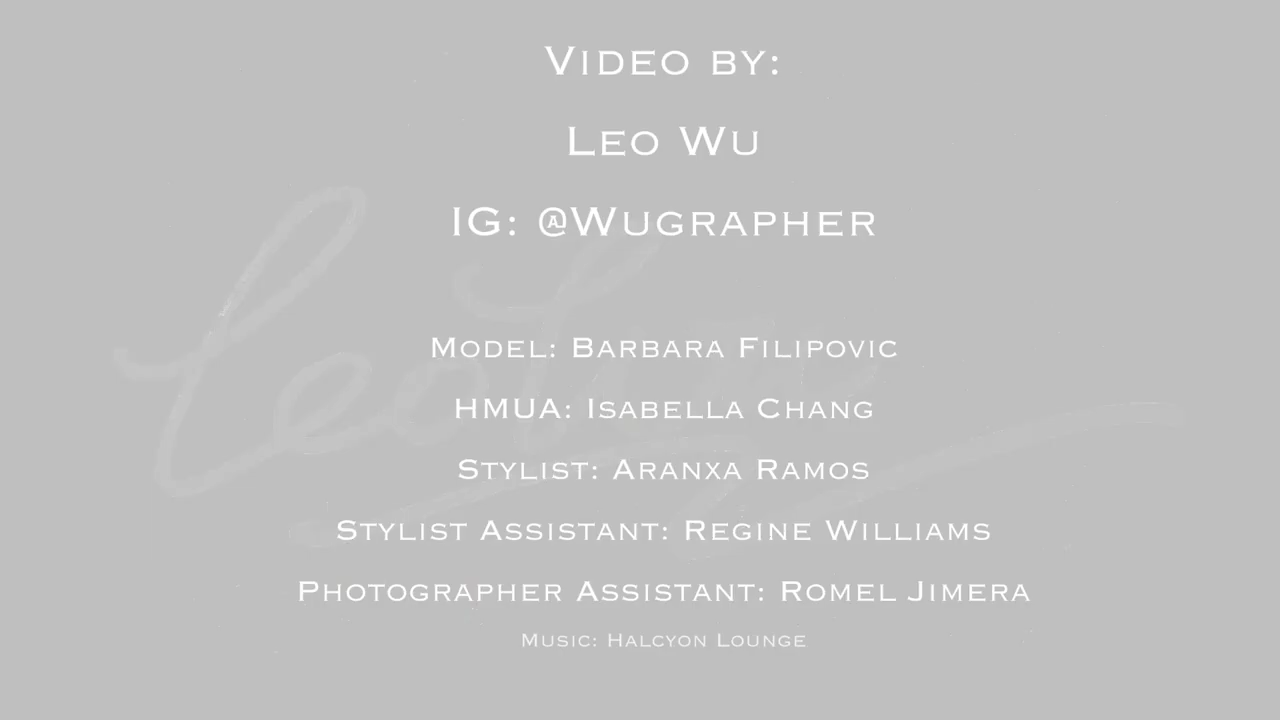 Video by:
Leo Wu
IG: @Wugrapher
Model: Barbara Filipovic
HMUA: Isabella Chang
Stylist: Aranxa Ramos
Stylist Assistant: Regine Williams
Photographer Assistant: Romel Jimera
Music: Halcyon Lounge